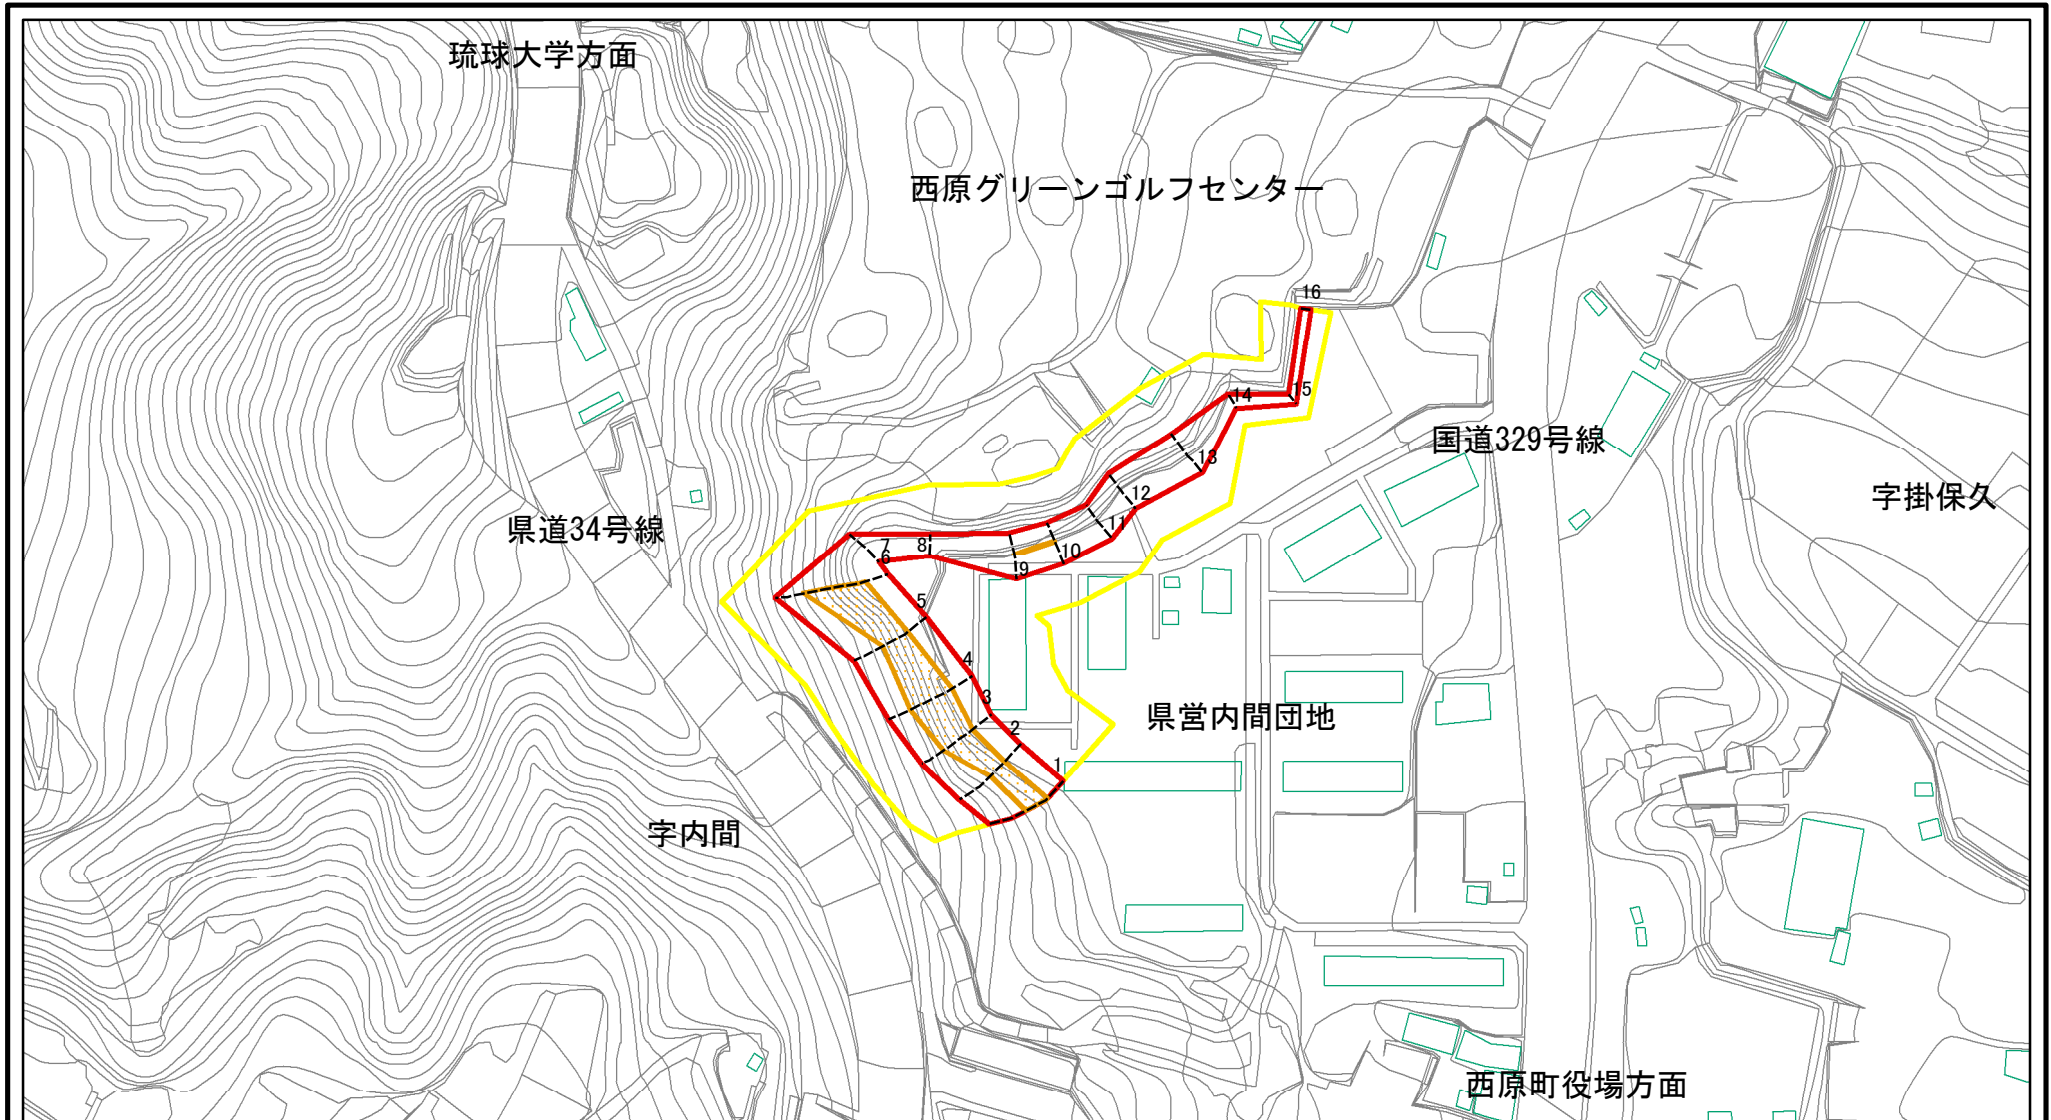 琉球大学方面
西原グリーンゴルフセンター
16
15
14
国道329号線
13
12
字掛保久
県道34号線
11
7
8
6
10
9
5
4
3
県営内間団地
2
1
字内間
西原町役場方面